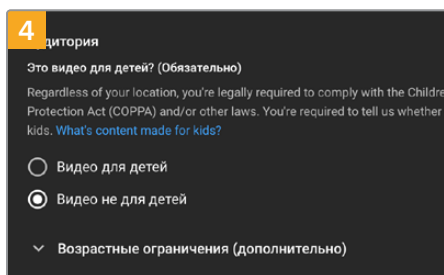 4
дитория
Это видео для детей? (Обязательно)
Regardless of your location, you're legally required to comply with the Childre
Protection Act (COPPA) and/or other laws. You're required to tell us whether
kids. What's content made for kids?
Видео для детей
Видео не для детей
Возрастные ограничения (дополнительно)